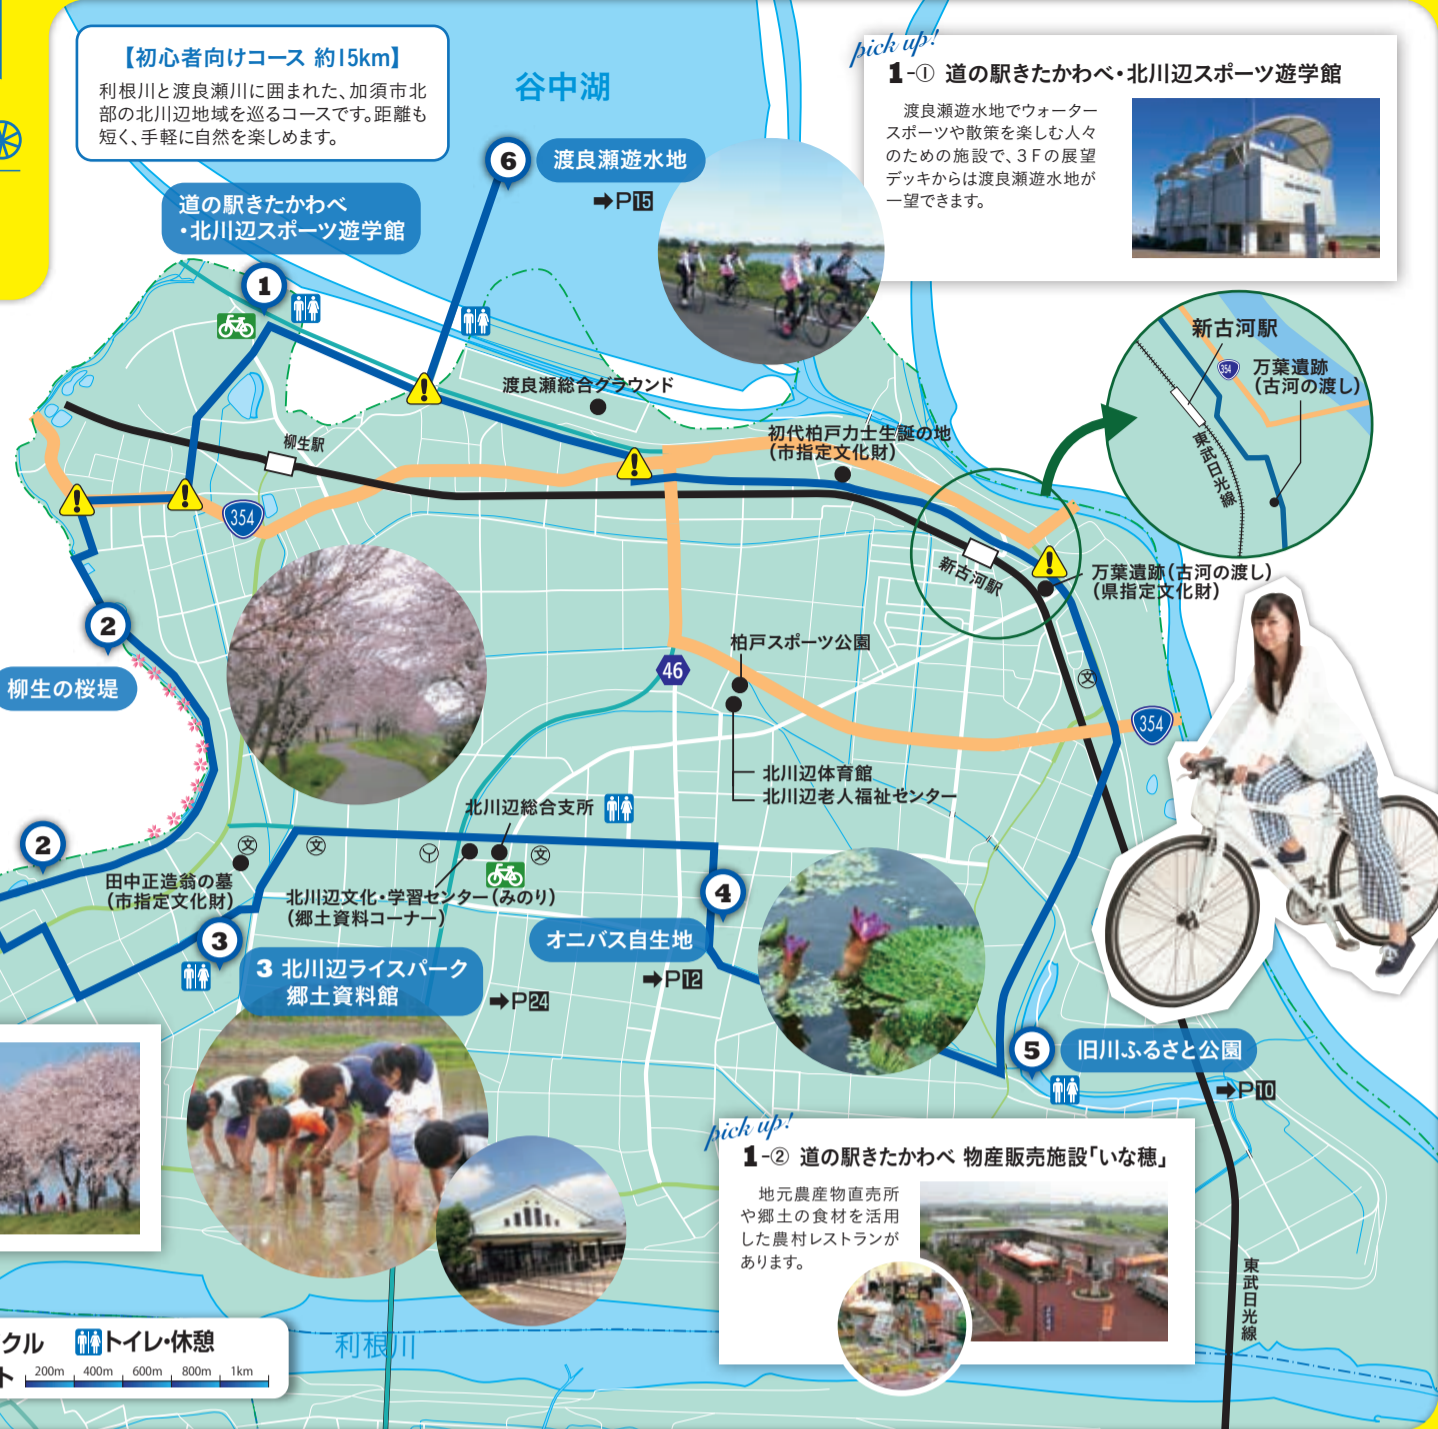 【初心者向けコース 約15km】
利根川と渡良瀬川に囲まれた、加須市北
部の北川辺地域を巡るコースです。距離も
短く、手軽に自然を楽しめます。
谷中湖
pick up!
1-① 道の駅きたかわべ・北川辺スポーツ遊学館
渡良瀬遊水地でウォーター
スポーツや散策を楽しむ人々
のための施設で、3Fの展望
デッキからは渡良瀬遊水地が
一望できます。
6 渡良瀬遊水地
➡P15
道の駅きたかわべ
・北川辺スポーツ遊学館
1
新古河駅
354
万葉遺跡
(古河の渡し)
東武日光線
渡良瀬総合グラウンド
初代柏戸力士生誕の地
(市指定文化財)
柳生駅
354
新古河駅
万葉遺跡(古河の渡し)
(県指定文化財)
2
柳生の桜堤
柏戸スポーツ公園
46
文
354
北川辺体育館
北川辺老人福祉センター
北川辺総合支所
2
文
文
文
田中正造翁の墓
(市指定文化財)
北川辺文化・学習センター(みのり)
(郷土資料コーナー)
4
オニバス自生地
➡P12
3
3 北川辺ライスパーク
郷土資料館
➡P24
5 旧川ふるさと公園
➡P10
pick up!
1-② 道の駅きたかわべ 物産販売施設「いな穂」
地元農産物直売所
や郷土の食材を活用
した農村レストランが
あります。
東武日光線
利根川
クル トイレ・休憩
ト 200m 400m 600m 800m 1km